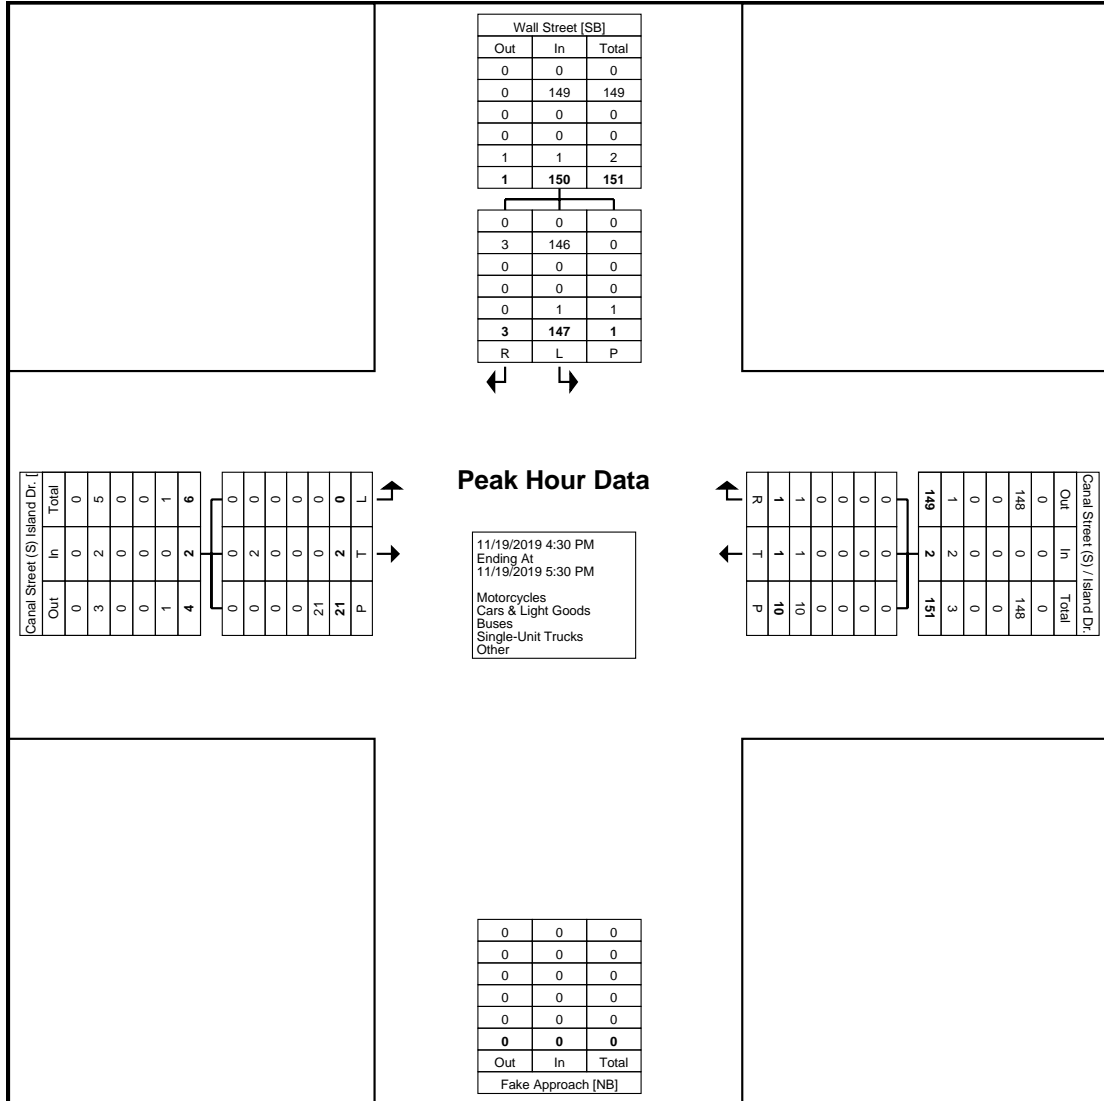 Wall Street [SB]
Out In Total
0 0 0
0 149 149
0 0 0
0 0 0
1 1 2
1 150 151
0 0 0
3 146 0
0 0 0
0 0 0
0 1 1
3 147 1
R L P
Canal Street (S) Island Dr. [
Out In Total
0 0 0
3 2 5
0 0 0
0 0 0
1 0 1
4 2 6
0 0 0
0 2 0
0 0 0
0 0 0
21 0 0
21 2 0
P T L
Peak Hour Data
11/19/2019 4:30 PM
Ending At
11/19/2019 5:30 PM
Motorcycles
Cars & Light Goods
Buses
Single-Unit Trucks
Other
Canal Street (S) / Island Dr.
Out In Total
0 0 0
148 0 148
0 0 0
0 0 0
1 2 3
149 2 151
0 0 0
0 0 0
0 0 0
0 0 0
1 1 10
1 1 10
R T P
0 0 0
0 0 0
0 0 0
0 0 0
0 0 0
0 0 0
Out In Total
Fake Approach [NB]